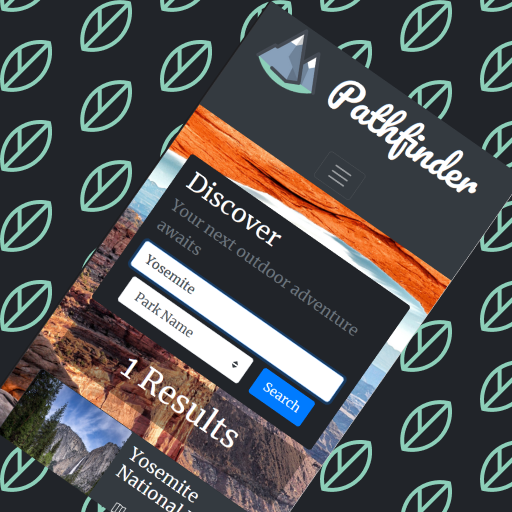 Pathfinder
Discover
Your next outdoor adventure
awaits
Yosemite
Park Name
Search
1 Results
Yosemite
National